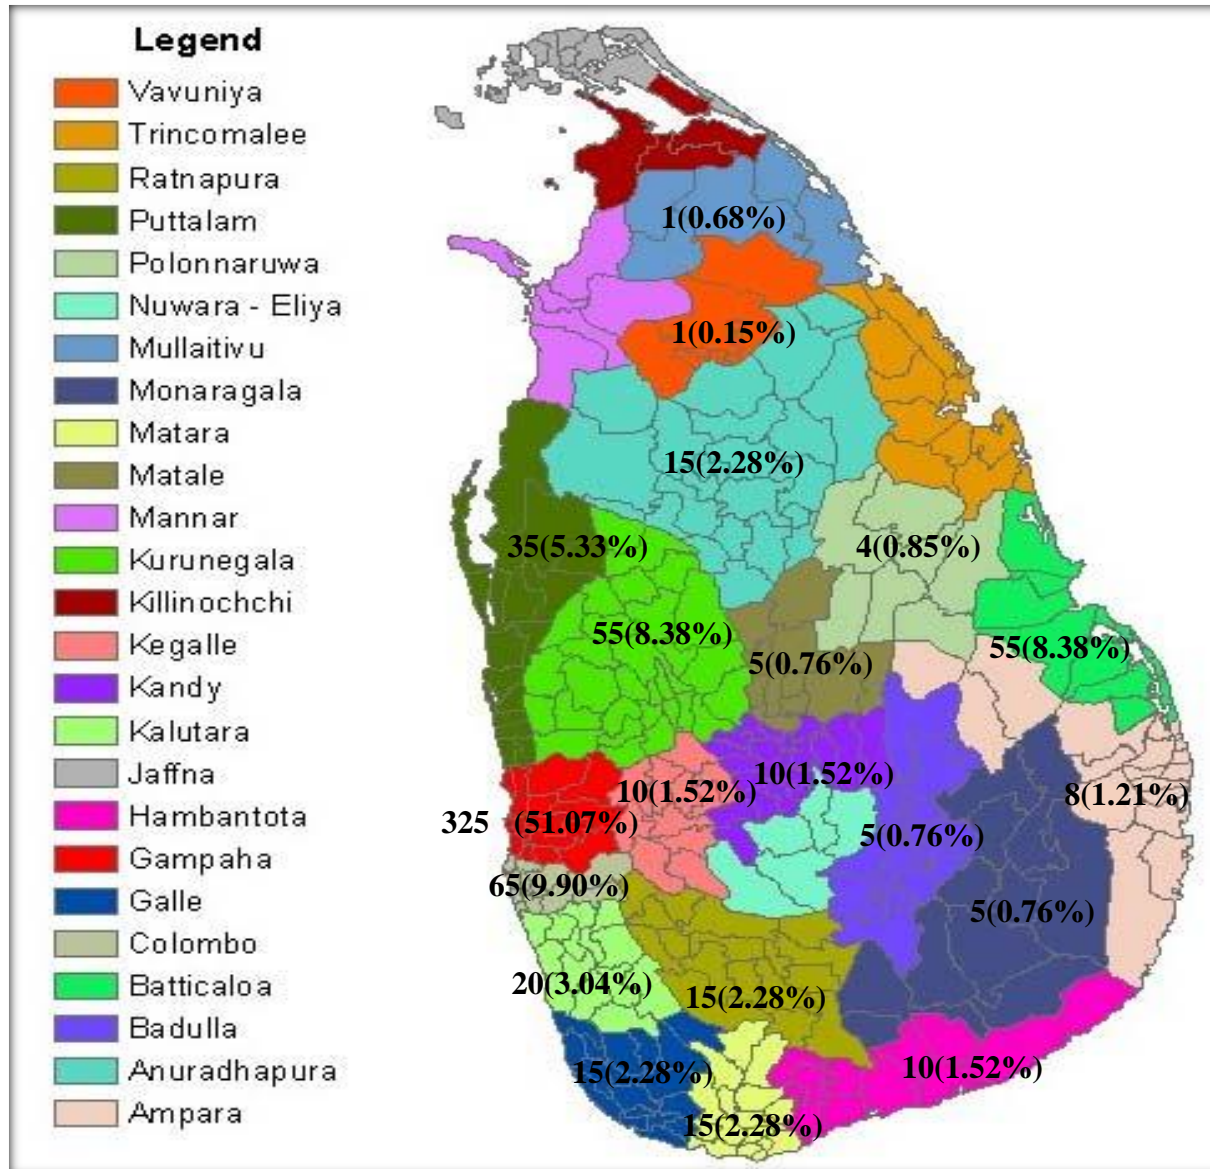 Legend
Vavuniya
Trincomalee
Ratnapura
Puttalam
Polonnaruwa
Nuwara - Eliya
Mullaitivu
Monaragala
Matara
Matale
Mannar
Kurunegala
Killinochchi
Kegalle
Kandy
Kalutara
Jaffna
Hambantota
Gampaha
Galle
Colombo
Batticaloa
Badulla
Anuradhapura
Ampara
1(0.68%)
1(0.15%)
15(2.28%)
35(5.33%)
4(0.85%)
55(8.38%)
55(8.38%)
5(0.76%)
10(1.52%)
10(1.52%)
8(1.21%)
325 (51.07%)
5(0.76%)
65(9.90%)
5(0.76%)
20(3.04%)
15(2.28%)
15(2.28%)
10(1.52%)
15(2.28%)